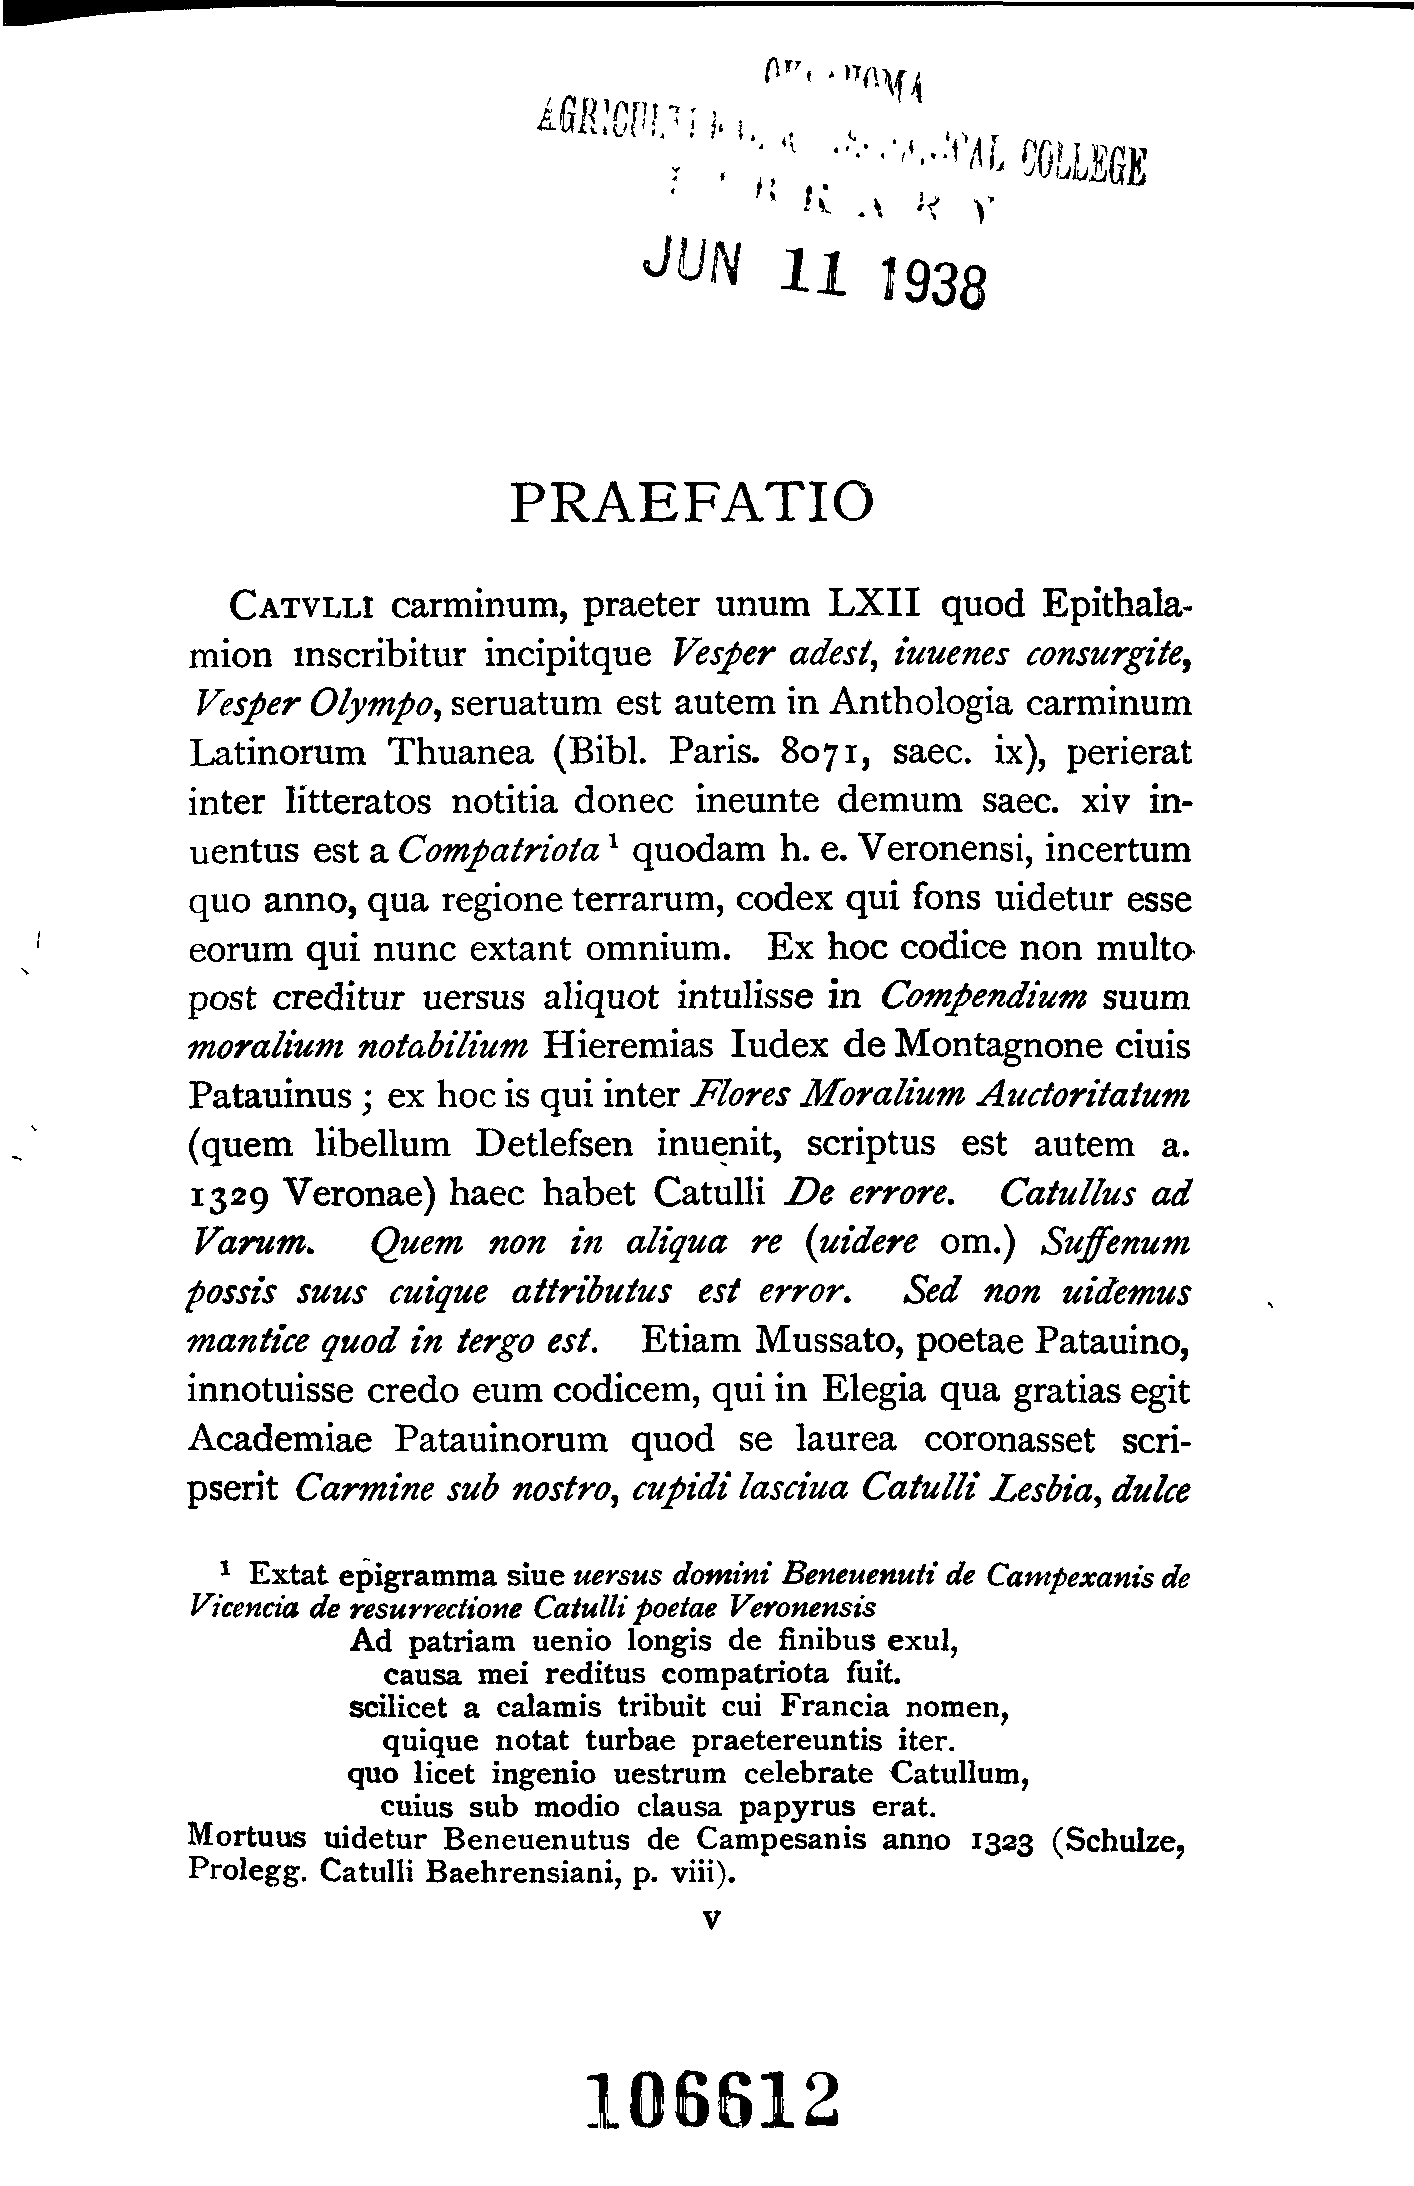 COLLEGE
JUN 11 1938
PRAEFATIO
CATVLLI carminum, praeter unum LXII quod Epithala-
mion inscribitur incipitque Vesper adest, iuuenes consurgite,
Vesper Olympo, seruatum est autem in Anthologia carminum
Latinorum Thuanea (Bibl. Paris. 8071, saec. ix), perierat
inter litteratos notitia donec ineunte demum saec. xiv in-
uentus est a Compatriota ¹ quodam h. e. Veronensi, incertum
quo anno, qua regione terrarum, codex qui fons uidetur esse
eorum qui nunc extant omnium. Ex hoc codice non multo
post creditur uersus aliquot intulisse in Compendium suum
moralium notabilium Hieremias Iudex de Montagnone ciuis
Patauinus ; ex hoc is qui inter Flores Moralium Auctoritatum
(quem libellum Detlefsen inuenit, scriptus est autem a.
1329 Veronae) haec habet Catulli De errore. Catullus ad
Varum. Quem non in aliqua re (uidere om.) Suffenum
possis suus cuique attributus est error. Sed non uidemus
mantice quod in tergo est. Etiam Mussato, poetae Patauino,
innotuisse credo eum codicem, qui in Elegia qua gratias egit
Academiae Patauinorum quod se laurea coronasset scri-
pserit Carmine sub nostro, cupidi lasciua Catulli Lesbia, dulce
¹ Extat epigramma siue uersus domini Beneuenuti de Campexanis de
Vicencia de resurrectione Catulli poetae Veronensis
Ad patriam uenio longis de finibus exul,
causa mei reditus compatriota fuit.
scilicet a calamis tribuit cui Francia nomen,
quique notat turbae praetereuntis iter.
quo licet ingenio uestrum celebrate Catullum,
cuius sub modio clausa papyrus erat.
Mortuus uidetur Beneuenutus de Campesanis anno 1323 (Schulze,
Prolegg. Catulli Baehrensiani, p. viii).
v
106612